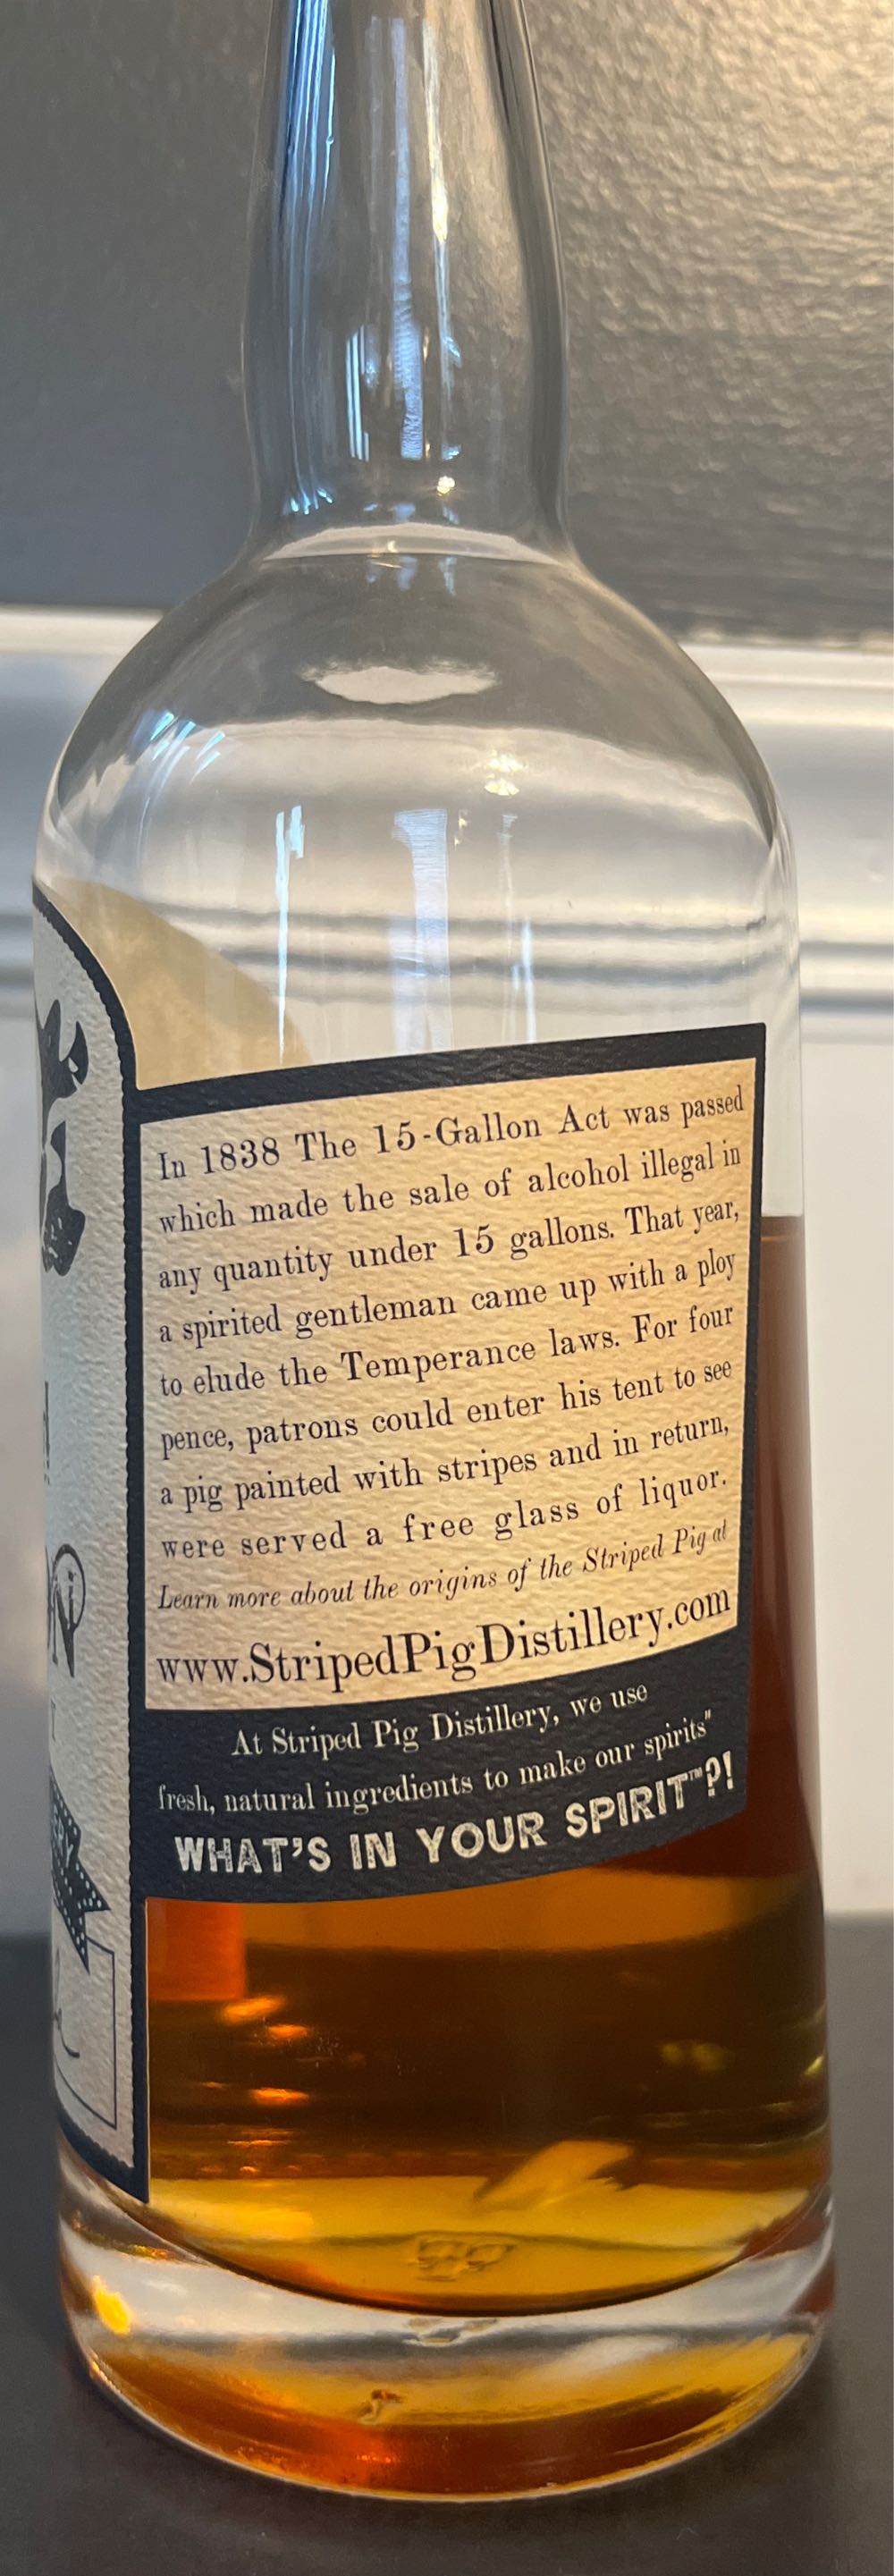 In 1838 The 15-Gallon Act was passed
which made the sale of alcohol illegal in
any quantity under 15 gallons. That year,
a spirited gentleman came up with a ploy
to elude the Temperance laws. For four
pence, patrons could enter his tent to see
a pig painted with stripes and in return,
were served a free glass of liquor.
Learn more about the origins of the Striped Pig at
www.StripedPigDistillery.com
At Striped Pig Distillery, we use
fresh, natural ingredients to make our spirits"
WHAT'S IN YOUR SPIRIT™?!